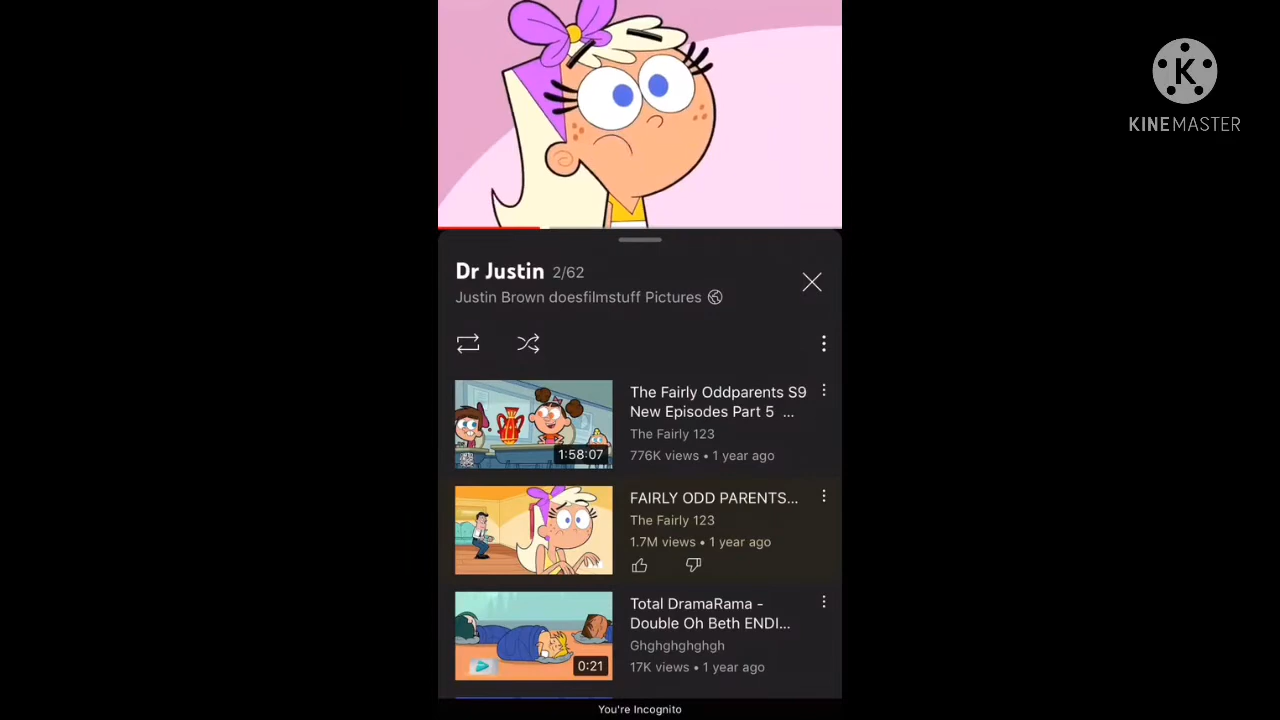 KINEMASTER
Dr Justin 2/62
Justin Brown doesfilmstuff Pictures
The Fairly Oddparents S9
New Episodes Part 5 ...
The Fairly 123
776K views • 1 year ago
1:58:07
FAIRLY ODD PARENTS...
The Fairly 123
1.7M views • 1 year ago
Total DramaRama -
Double Oh Beth ENDI...
Ghghghghghgh
17K views • 1 year ago
0:21
You're Incognito